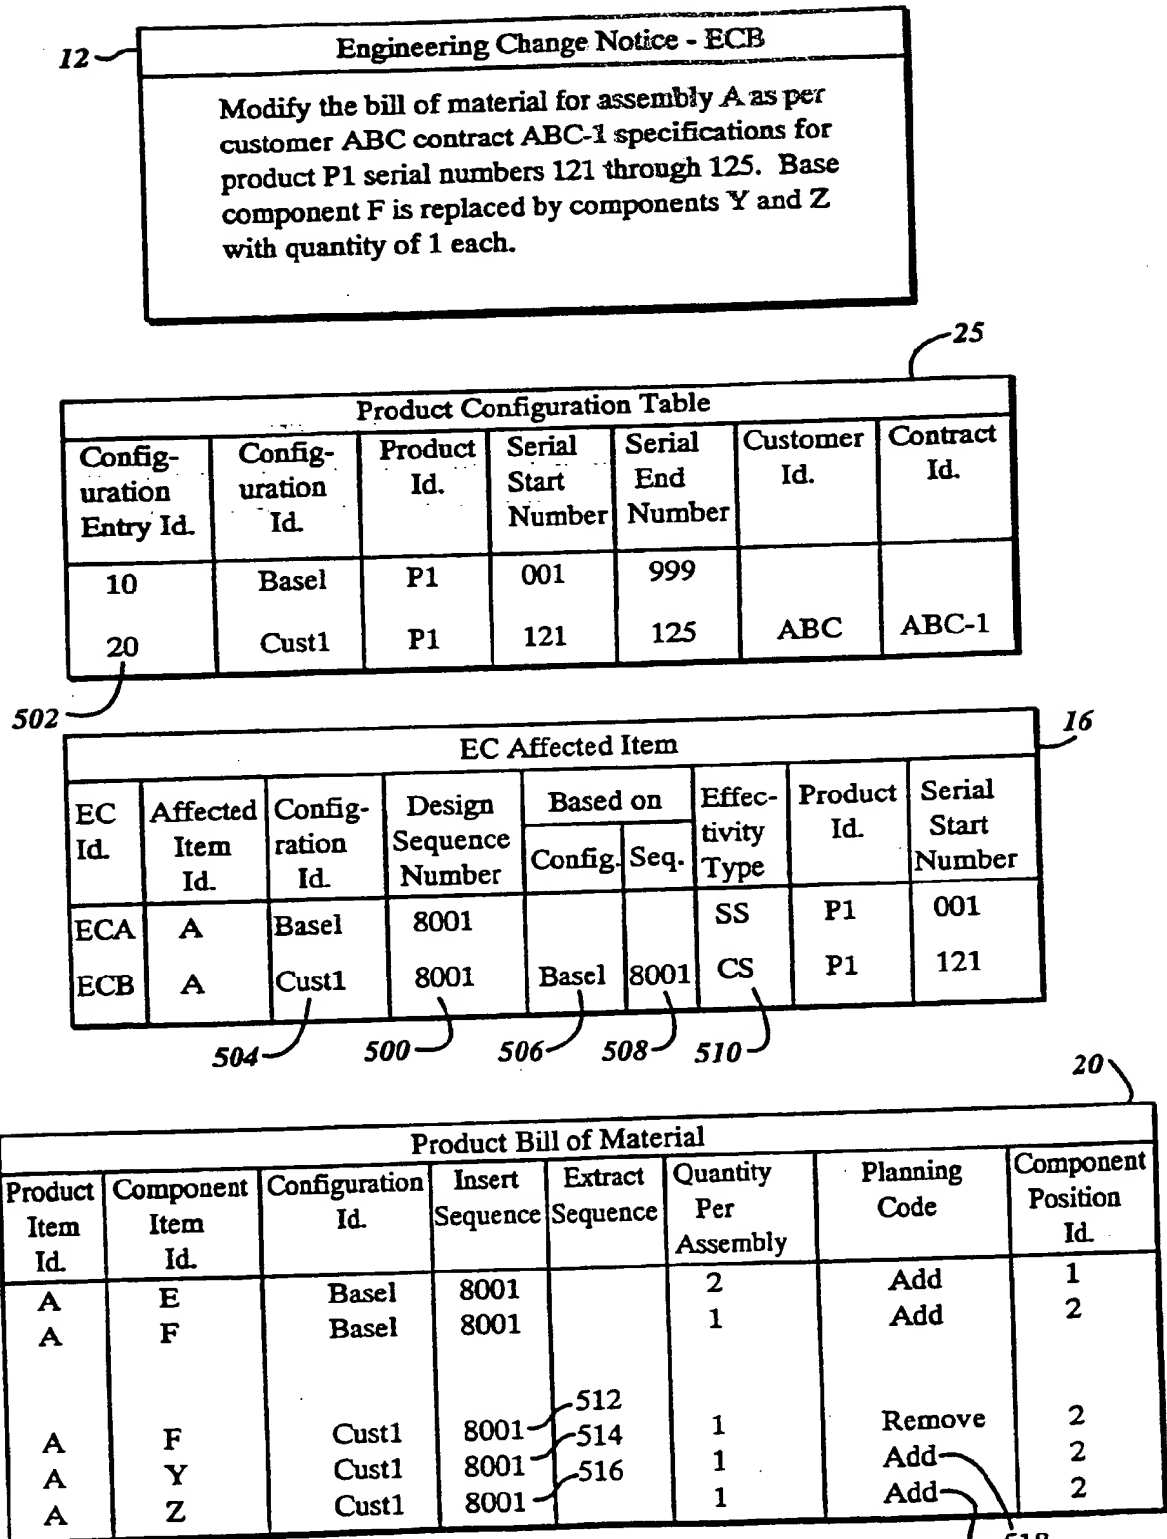 12
Engineering Change Notice - ECB
Modify the bill of material for assembly A as per
customer ABC contract ABC-1 specifications for
product P1 serial numbers 121 through 125. Base
component F is replaced by components Y and Z
with quantity of 1 each.
25
Product Configuration Table
Config-uration Entry Id. Config-uration Id. Product Id. Serial Start Number Serial End Number Customer Id. Contract Id.
10 Basel P1 001 999
20 Cust1 P1 121 125 ABC ABC-1
502
16
EC Affected Item
EC Id. Affected Item Id. Config-ration Id. Design Sequence Number Based on Config. Seq. Effec-tivity Type Product Id. Serial Start Number
ECA A Basel 8001 SS P1 001
ECB A Cust1 8001 Basel 8001 CS P1 121
504 500 506 508 510
20
Product Bill of Material
Product Item Id. Component Item Id. Configuration Id. Insert Sequence Extract Sequence Quantity Per Assembly Planning Code Component Position Id.
A E Basel 8001 2 Add 1
A F Basel 8001 1 Add 2
512
A F Cust1 8001 1 Remove 2
514
A Y Cust1 8001 1 Add 2
516
A Z Cust1 8001 1 Add 2